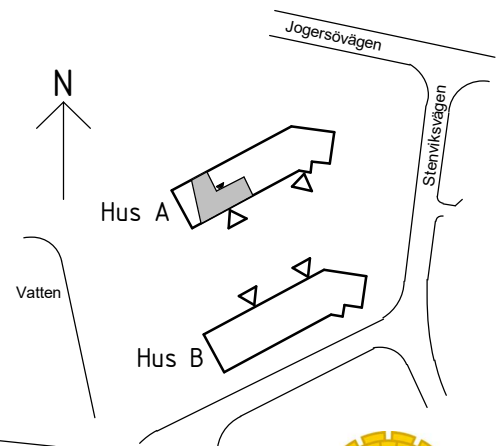 Jogersövägen
N
Stenviksvägen
Hus A
Vatten
Hus B